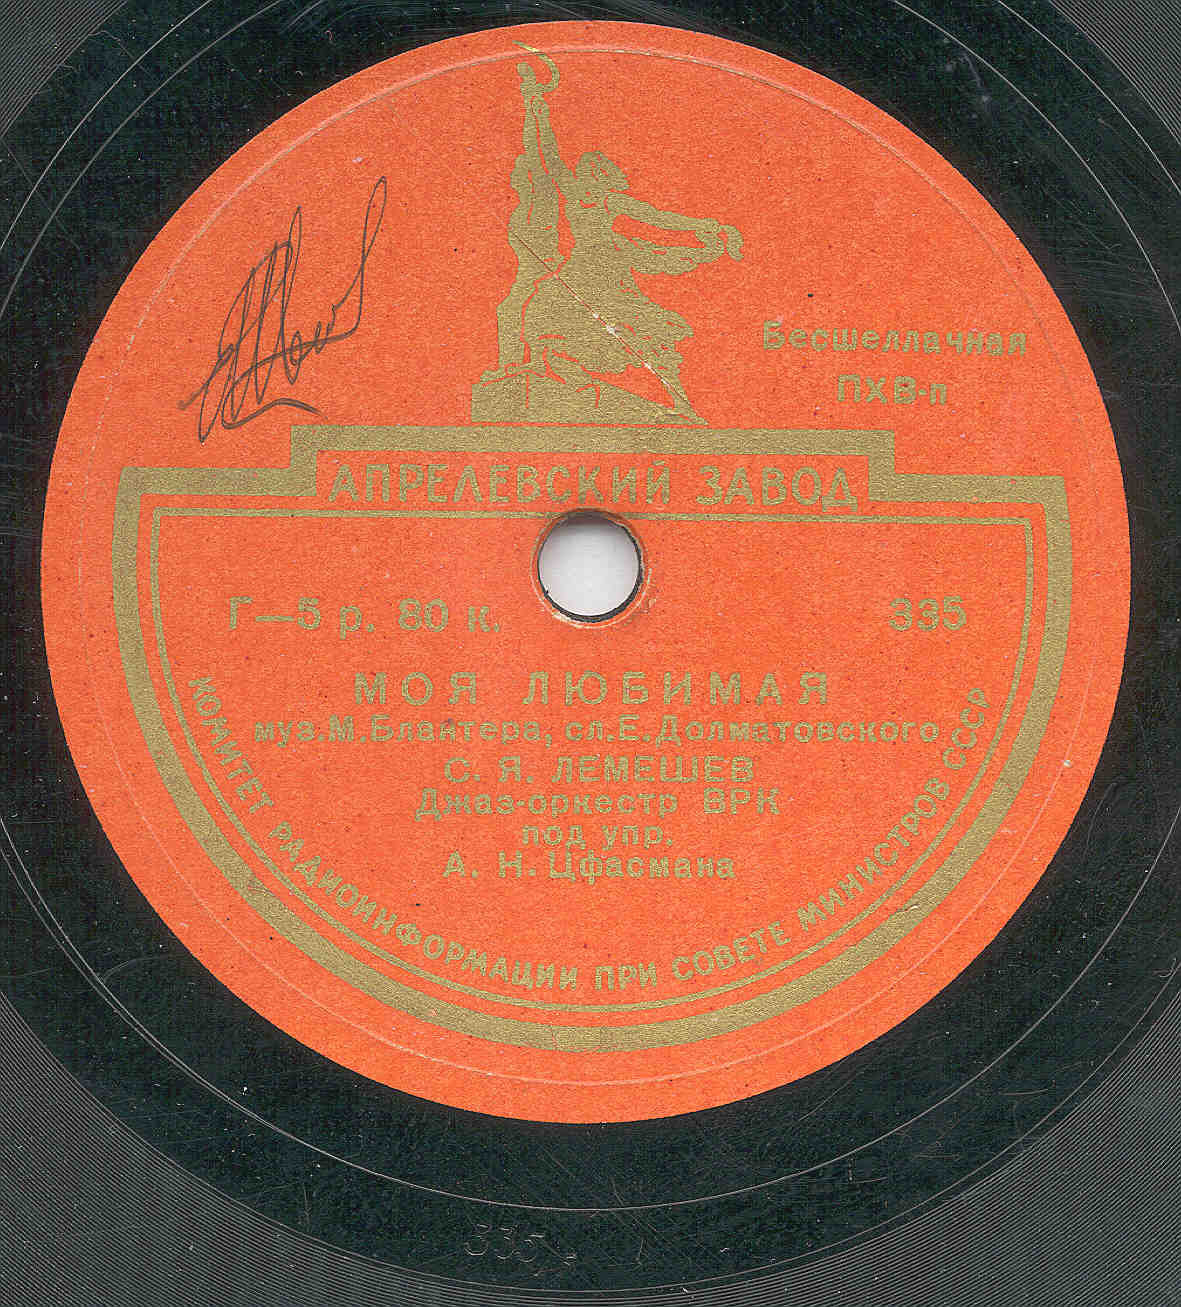 Бесшеллачная
ПХВ-п
АПРЕЛЕВСКИЙ ЗАВОД
Г—5 р. 80 к.
335
МОЯ ЛЮБИМАЯ
муз.М.Блантера, сл.Е.Долматовского
С. Я. ЛЕМЕШЕВ
Джаз-оркестр ВРК
под упр.
А. Н. Цфасмана
КОМИТЕТ РАДИОИНФОРМАЦИИ ПРИ СОВЕТЕ МИНИСТРОВ СССР
335